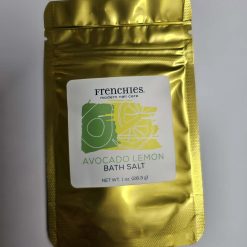 FRENCHIES.
modern nail care
AVOCADO LEMON
BATH SALT
NET WT. 1 oz. (28.3 g)